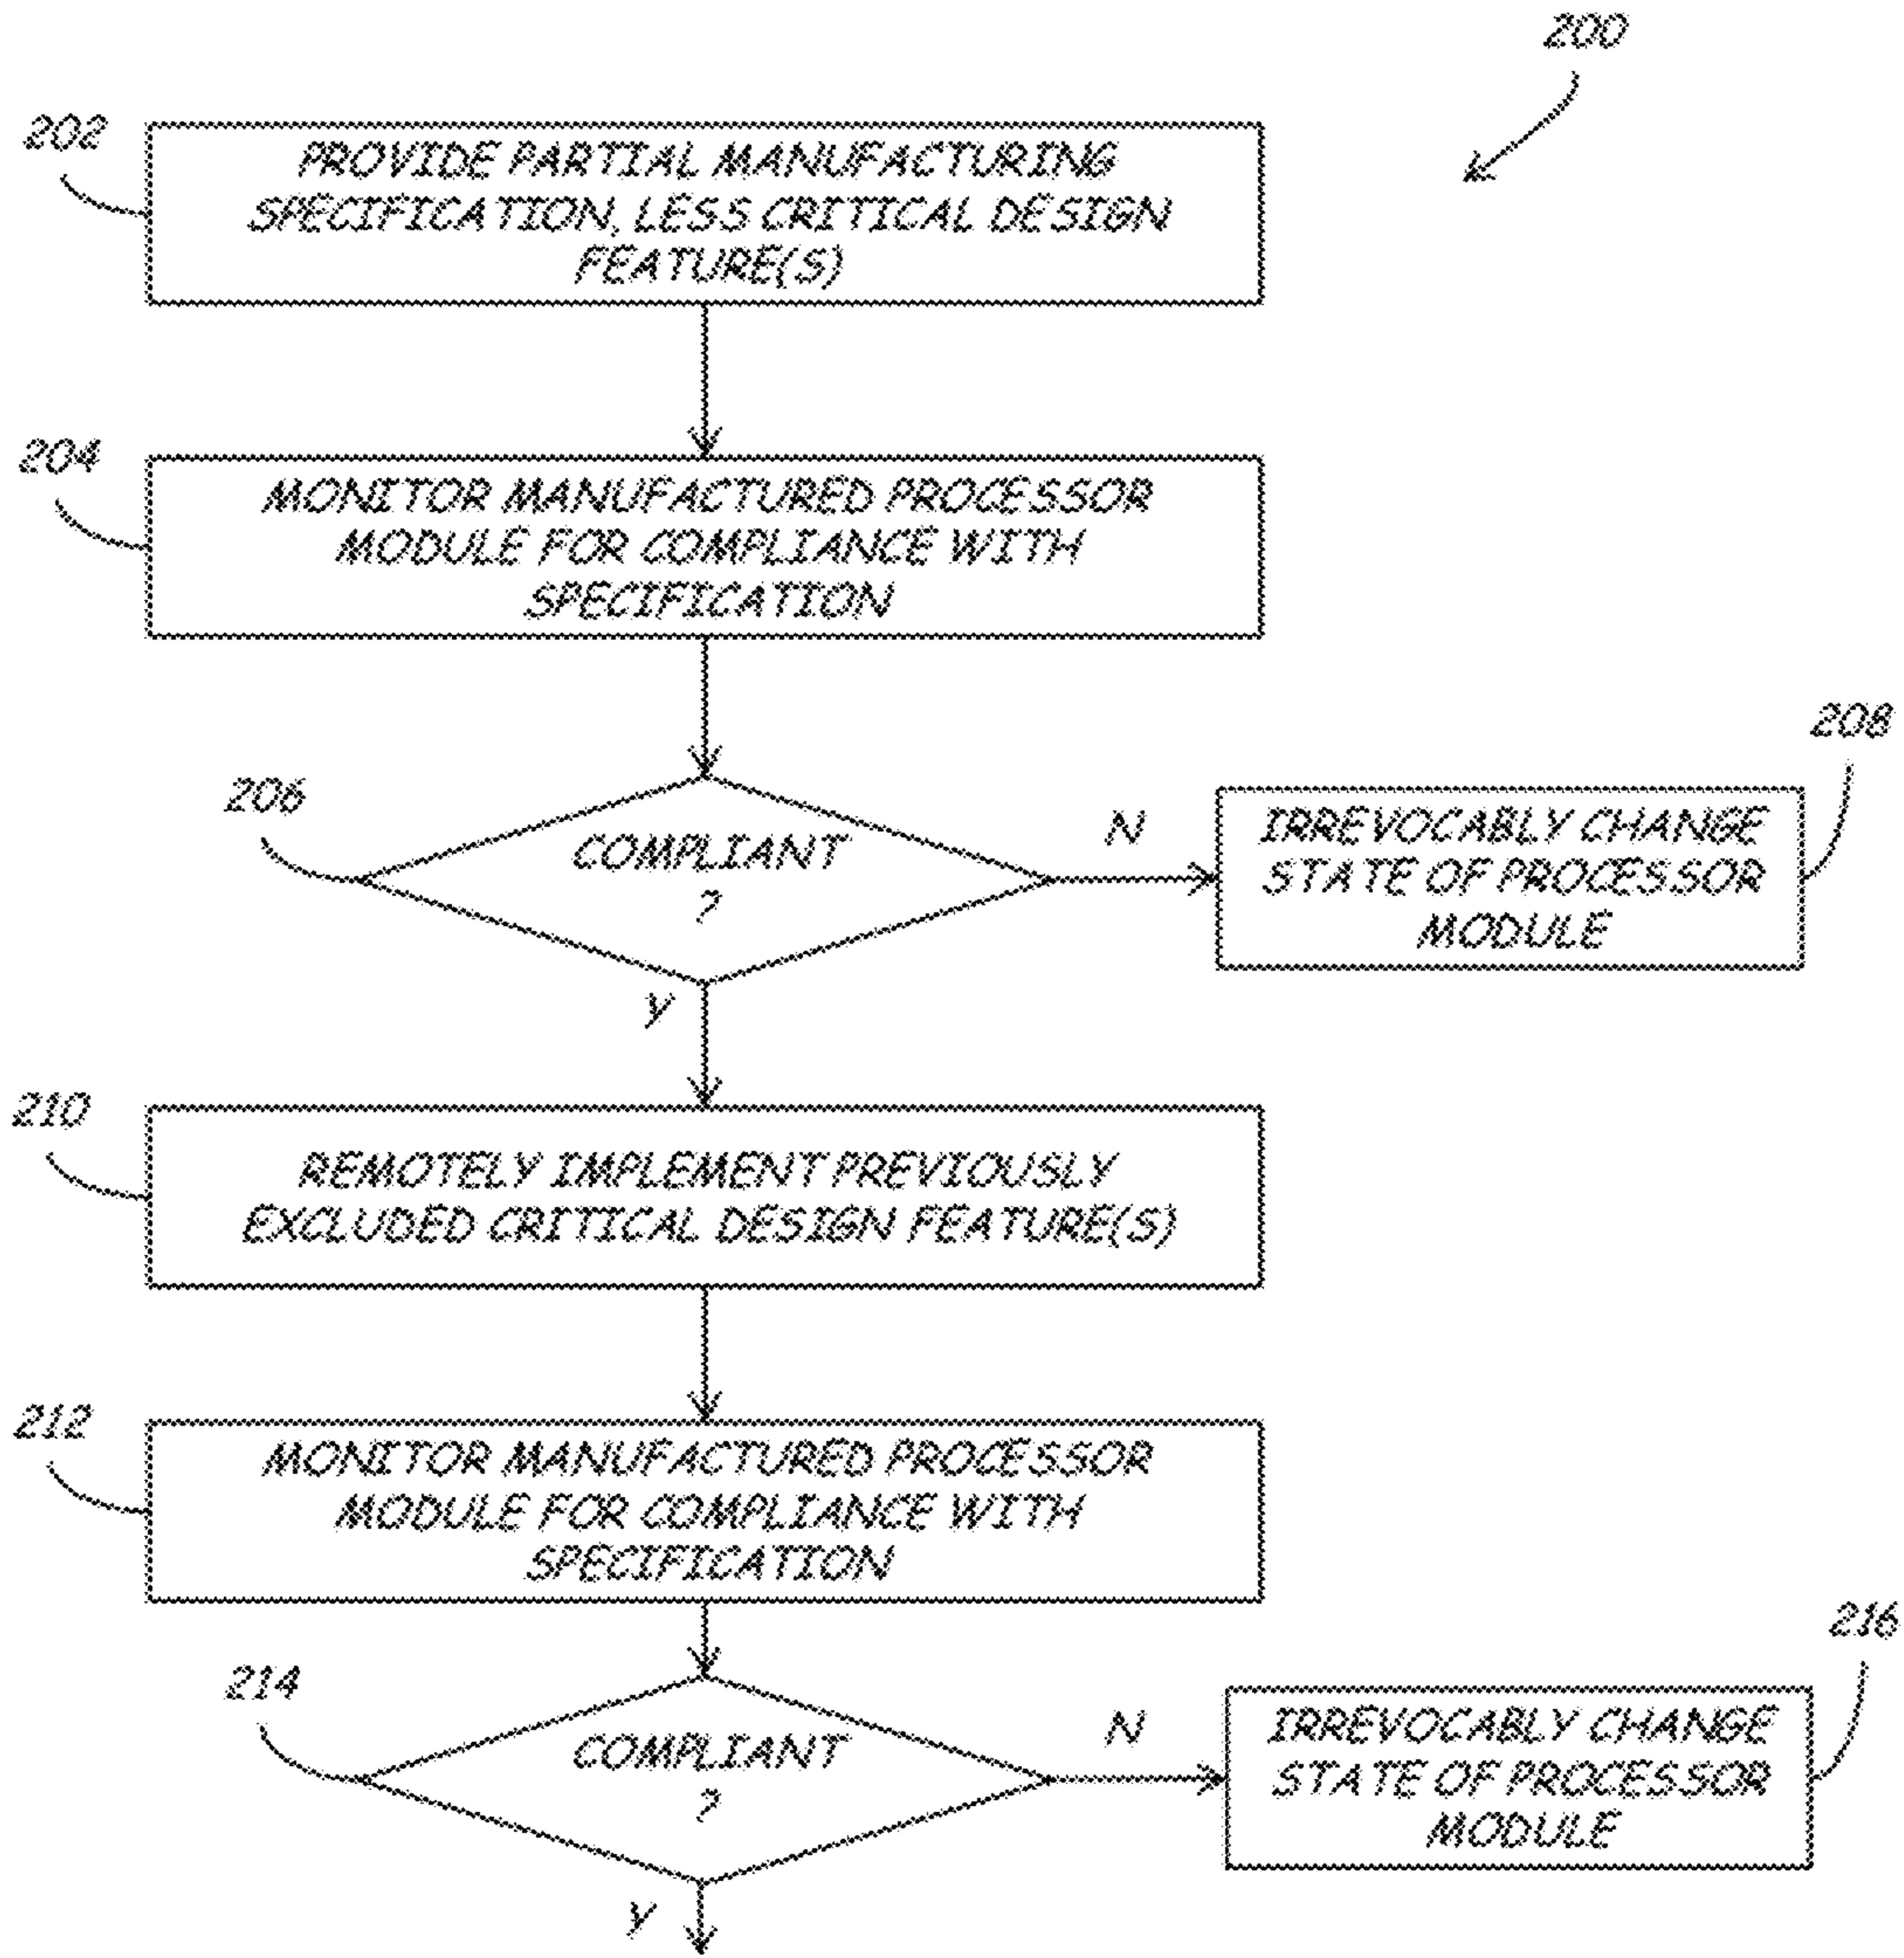 200
202
PROVIDE PARTIAL MANUFACTURING
SPECIFICATION, LESS CRITICAL DESIGN
FEATURE(S)
204
MONITOR MANUFACTURED PROCESSOR
MODULE FOR COMPLIANCE WITH
SPECIFICATION
206
COMPLIANT
?
N
208
IRREVOCABLY CHANGE
STATE OF PROCESSOR
MODULE
Y
210
REMOTELY IMPLEMENT PREVIOUSLY
EXCLUDED CRITICAL DESIGN FEATURE(S)
212
MONITOR MANUFACTURED PROCESSOR
MODULE FOR COMPLIANCE WITH
SPECIFICATION
214
COMPLIANT
?
N
216
IRREVOCABLY CHANGE
STATE OF PROCESSOR
MODULE
Y